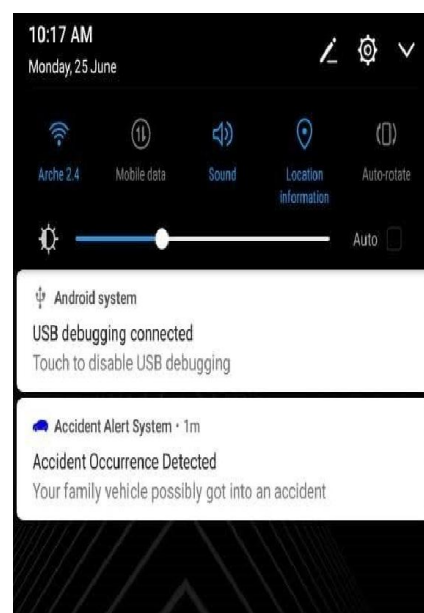 10:17 AM
Monday, 25 June
Arche 2.4 Mobile data Sound Location information Auto-rotate
Auto
Android system
USB debugging connected
Touch to disable USB debugging
Accident Alert System • 1m
Accident Occurrence Detected
Your family vehicle possibly got into an accident